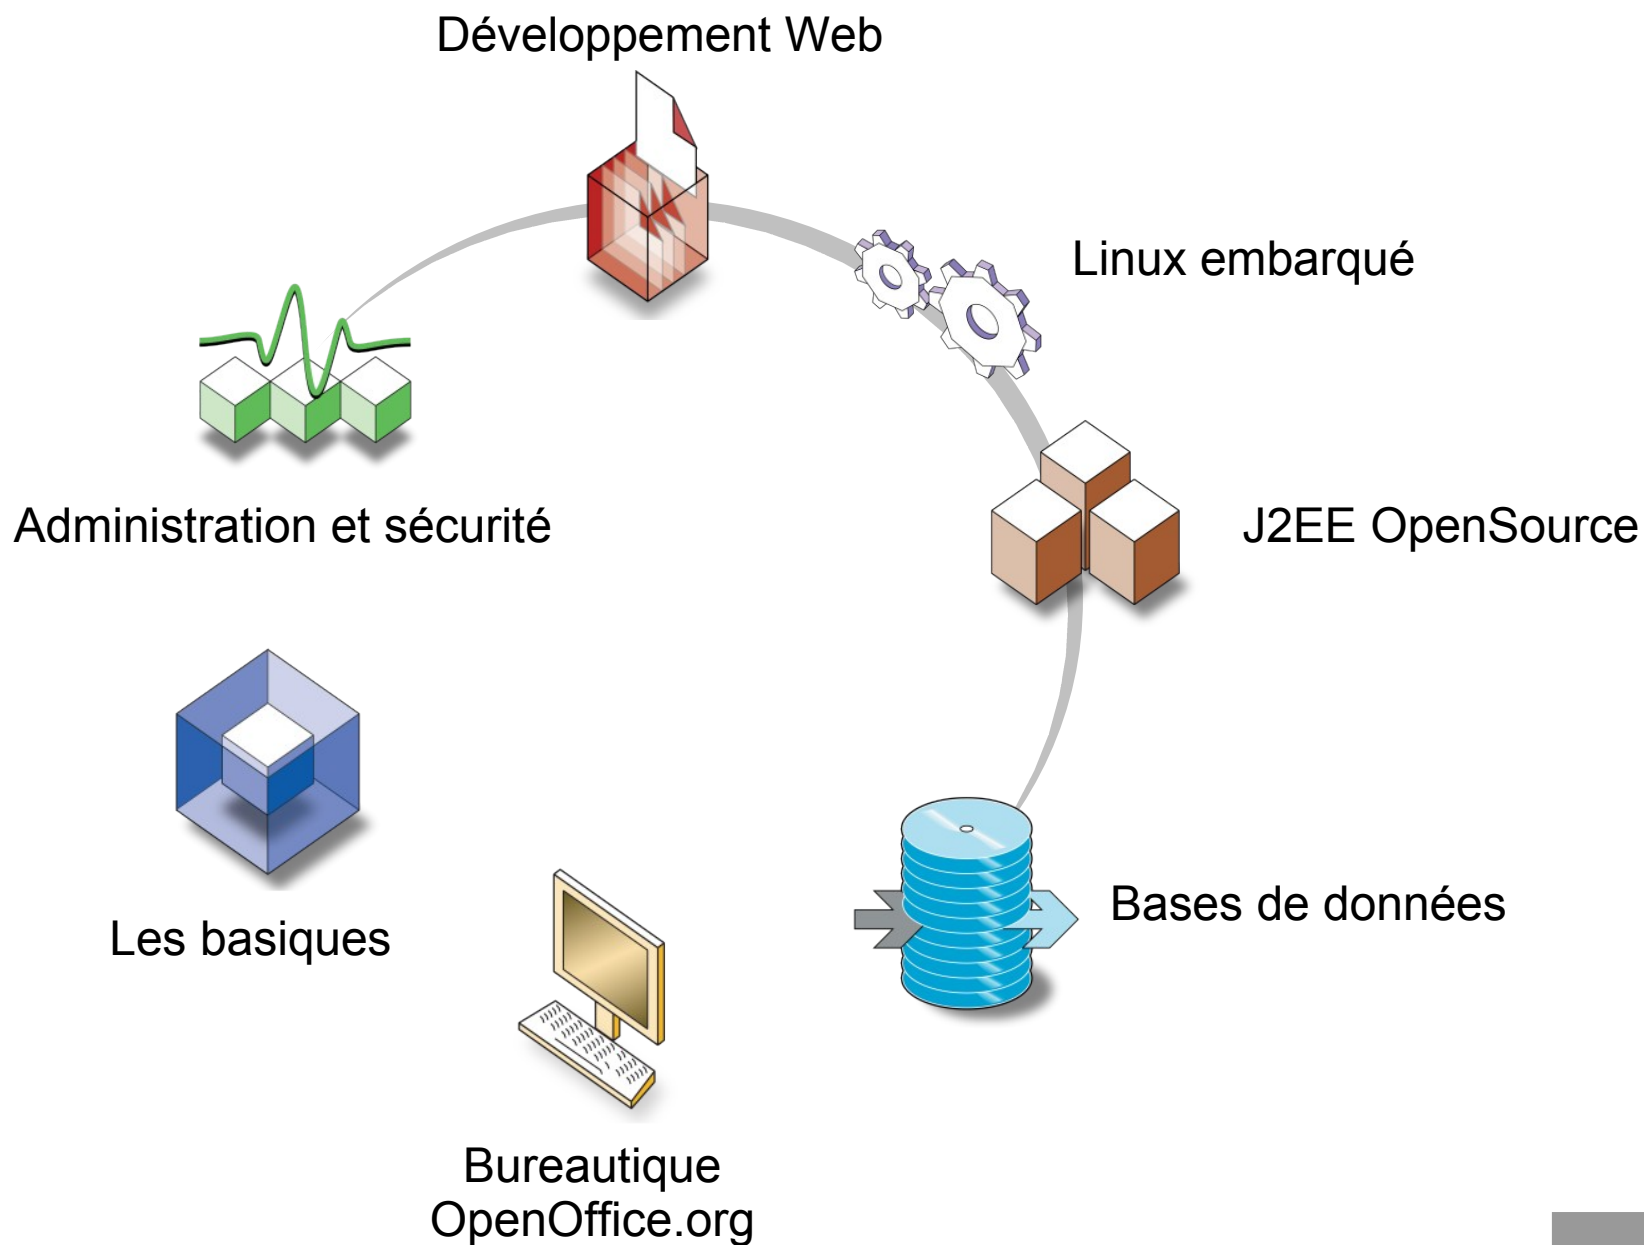 Développement Web
Linux embarqué
Administration et sécurité
J2EE OpenSource
Bases de données
Les basiques
Bureautique
OpenOffice.org